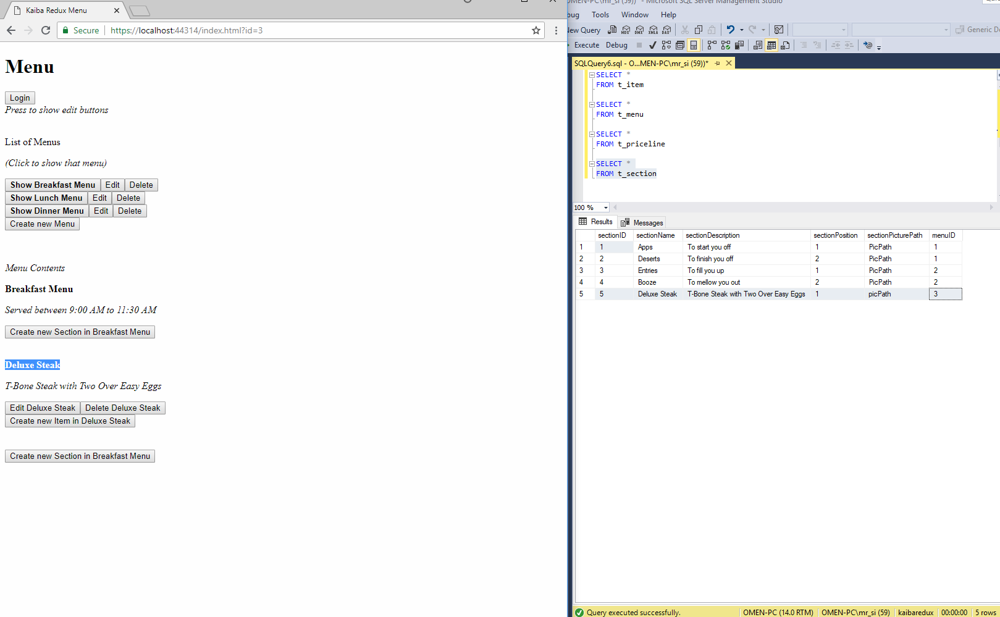 Kaiba Redux Menu
Secure https://localhost:44314/index.html?id=3
Menu
Login
Press to show edit buttons
List of Menus
(Click to show that menu)
Show Breakfast Menu Edit Delete
Show Lunch Menu Edit Delete
Show Dinner Menu Edit Delete
Create new Menu
Menu Contents
Breakfast Menu
Served between 9:00 AM to 11:30 AM
Create new Section in Breakfast Menu
Deluxe Steak
T-Bone Steak with Two Over Easy Eggs
Edit Deluxe Steak Delete Deluxe Steak
Create new Item in Deluxe Steak
Create new Section in Breakfast Menu
OMEN-PC\mr_si (59)) - Microsoft SQL Server Management Studio
bug Tools Window Help
New Query MDX DMX XMLA DAX Generic De
Execute Debug
SQLQuery6.sql - O...MEN-PC\mr_si (59))*
SELECT *
FROM t_item
SELECT *
FROM t_menu
SELECT *
FROM t_priceline
SELECT *
FROM t_section
100 %
Results Messages
sectionID sectionName sectionDescription sectionPosition sectionPicturePath menuID
1 1 Apps To start you off 1 PicPath 1
2 2 Deserts To finish you off 2 PicPath 1
3 3 Entries To fill you up 1 PicPath 2
4 4 Booze To mellow you out 2 PicPath 2
5 5 Deluxe Steak T-Bone Steak with Two Over Easy Eggs 1 picPath 3
Query executed successfully. OMEN-PC (14.0 RTM) OMEN-PC\mr_si (59) kaibaredux 00:00:00 5 rows